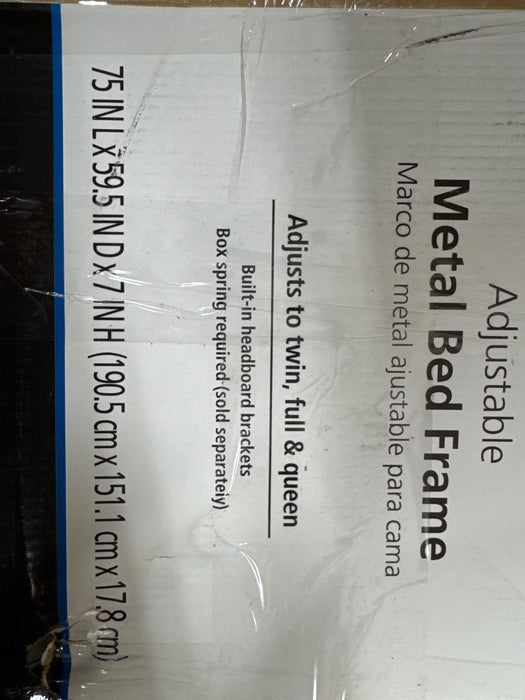 Adjustable
Metal Bed Frame
Marco de metal ajustable para cama
Adjusts to twin, full & queen
Built-in headboard brackets
Box spring required (sold separately)
75 IN L x 59.5 IN D x 7 IN H (190.5 cm x 151.1 cm x 17.8 cm)